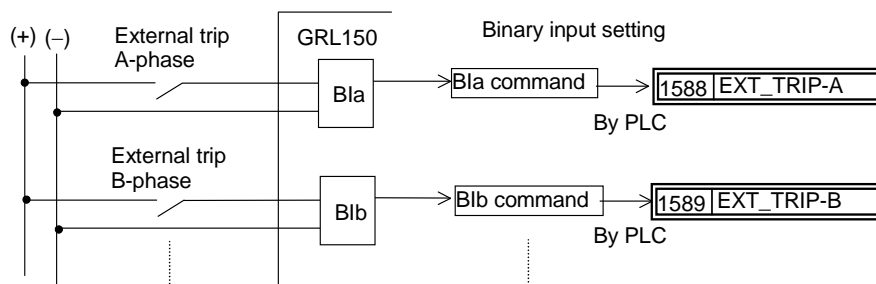 (+) (−)
External trip
A-phase
GRL150
Binary input setting
BIa
BIa command
1588 EXT_TRIP-A
By PLC
External trip
B-phase
BIb
BIb command
1589 EXT_TRIP-B
By PLC